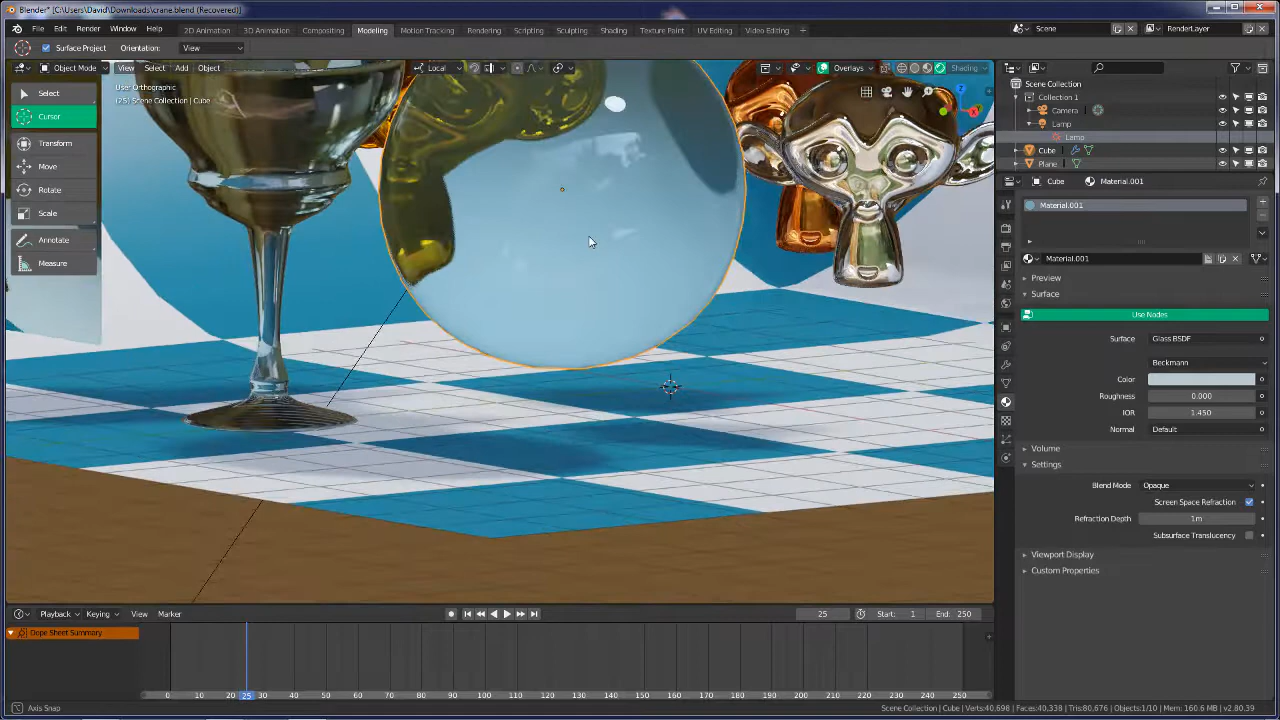 Blender* [C:\Users\David\Downloads\crane.blend (Recovered)]
File Edit Render Window Help 2D Animation 3D Animation Compositing Modeling Motion Tracking Rendering Scripting Sculpting Shading Texture Paint UV Editing Video Editing + Scene RenderLayer
Surface Project Orientation: View
Object Mode View Select Add Object Local Overlays Shading
User Orthographic
(25) Scene Collection | Cube
Select
Cursor
Transform
Move
Rotate
Scale
Annotate
Measure
Z
X
Scene Collection
Collection 1
Camera
Lamp
Lamp
Cube
Plane
Cube Material.001
Material.001
Material.001
Preview
Surface
Use Nodes
Surface Glass BSDF
Beckmann
Color
Roughness 0.000
IOR 1.450
Normal Default
Volume
Settings
Blend Mode Opaque
Screen Space Refraction
Refraction Depth 1m
Subsurface Translucency
Viewport Display
Custom Properties
Playback Keying View Marker 25 Start: 1 End: 250
Dope Sheet Summary
0 10 20 25 30 40 50 60 70 80 90 100 110 120 130 140 150 160 170 180 190 200 210 220 230 240 250
Axis Snap Scene Collection | Cube | Verts:40,698 | Faces:40,338 | Tris:80,676 | Objects:1/10 | Mem: 160.6 MB | v2.80.39